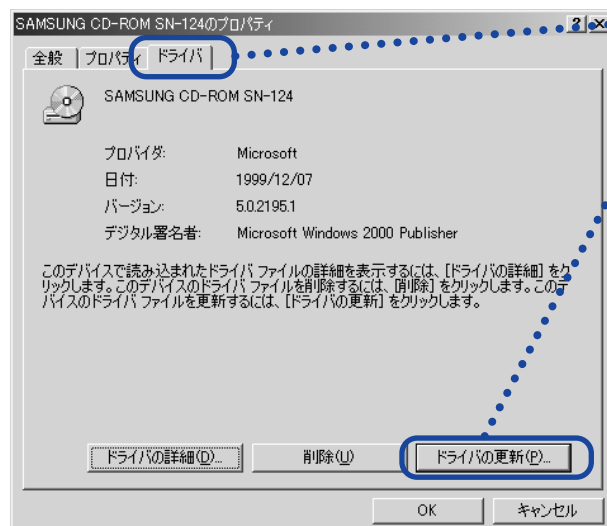 SAMSUNG CD-ROM SN-124のプロパティ
全般 プロパティ ドライバ
SAMSUNG CD-ROM SN-124
プロバイダ: Microsoft
日付: 1999/12/07
バージョン: 5.0.2195.1
デジタル署名者: Microsoft Windows 2000 Publisher
このデバイスで読み込まれたドライバ ファイルの詳細を表示するには、[ドライバの詳細] をク
リックします。このデバイスのドライバ ファイルを削除するには、[削除] をクリックします。このデ
バイスのドライバ ファイルを更新するには、[ドライバの更新] をクリックします。
ドライバの詳細(D)... 削除(U) ドライバの更新(P)...
OK キャンセル